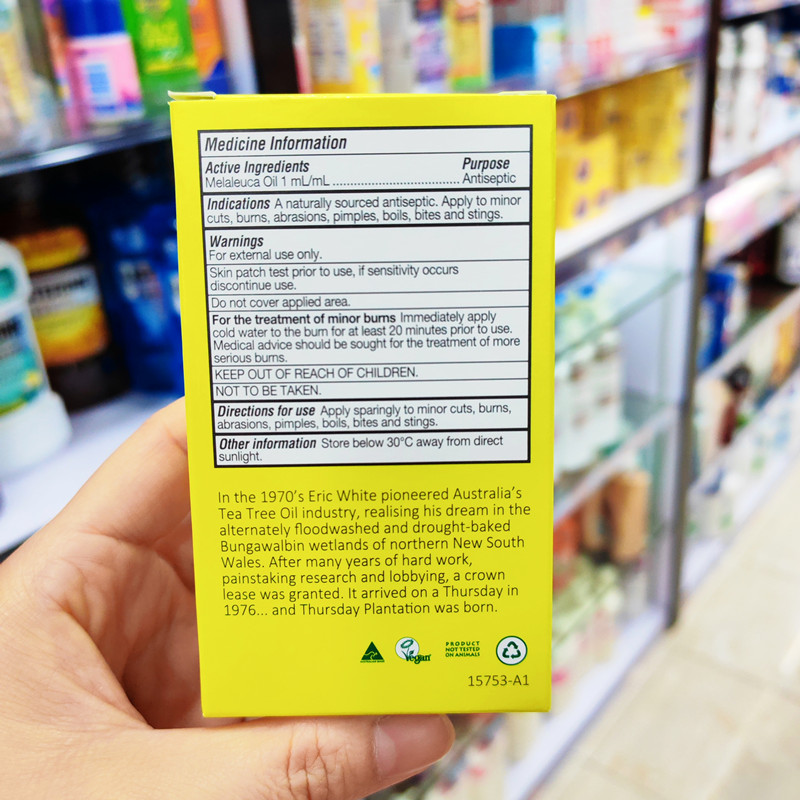 Medicine Information
Active Ingredients Purpose
Melaleuca Oil 1 mL/mL ........................................ Antiseptic
Indications A naturally sourced antiseptic. Apply to minor
cuts, burns, abrasions, pimples, boils, bites and stings.
Warnings
For external use only.
Skin patch test prior to use, if sensitivity occurs
discontinue use.
Do not cover applied area.
For the treatment of minor burns Immediately apply
cold water to the burn for at least 20 minutes prior to use.
Medical advice should be sought for the treatment of more
serious burns.
KEEP OUT OF REACH OF CHILDREN.
NOT TO BE TAKEN.
Directions for use Apply sparingly to minor cuts, burns,
abrasions, pimples, boils, bites and stings.
Other information Store below 30°C away from direct
sunlight.
In the 1970's Eric White pioneered Australia's
Tea Tree Oil industry, realising his dream in the
alternately floodwashed and drought-baked
Bungawalbin wetlands of northern New South
Wales. After many years of hard work,
painstaking research and lobbying, a crown
lease was granted. It arrived on a Thursday in
1976... and Thursday Plantation was born.
Vegan
PRODUCT
NOT TESTED
ON ANIMALS
15753-A1